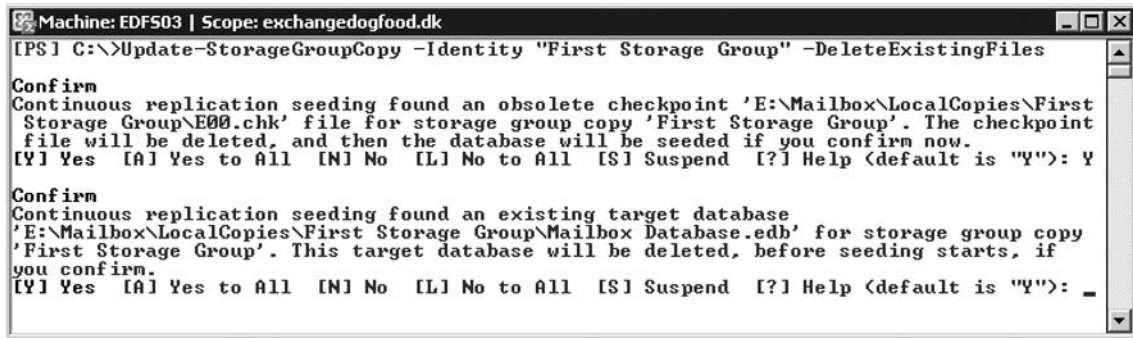 Machine: EDFS03 | Scope: exchangedogfood.dk
[PS] C:\>Update-StorageGroupCopy -Identity "First Storage Group" -DeleteExistingFiles
Confirm
Continuous replication seeding found an obsolete checkpoint 'E:\Mailbox\LocalCopies\First
Storage Group\E00.chk' file for storage group copy 'First Storage Group'. The checkpoint
file will be deleted, and then the database will be seeded if you confirm now.
[Y] Yes  [A] Yes to All  [N] No  [L] No to All  [S] Suspend  [?] Help (default is "Y"): Y
Confirm
Continuous replication seeding found an existing target database
'E:\Mailbox\LocalCopies\First Storage Group\Mailbox Database.edb' for storage group copy
'First Storage Group'. This target database will be deleted, before seeding starts, if
you confirm.
[Y] Yes  [A] Yes to All  [N] No  [L] No to All  [S] Suspend  [?] Help (default is "Y"): _